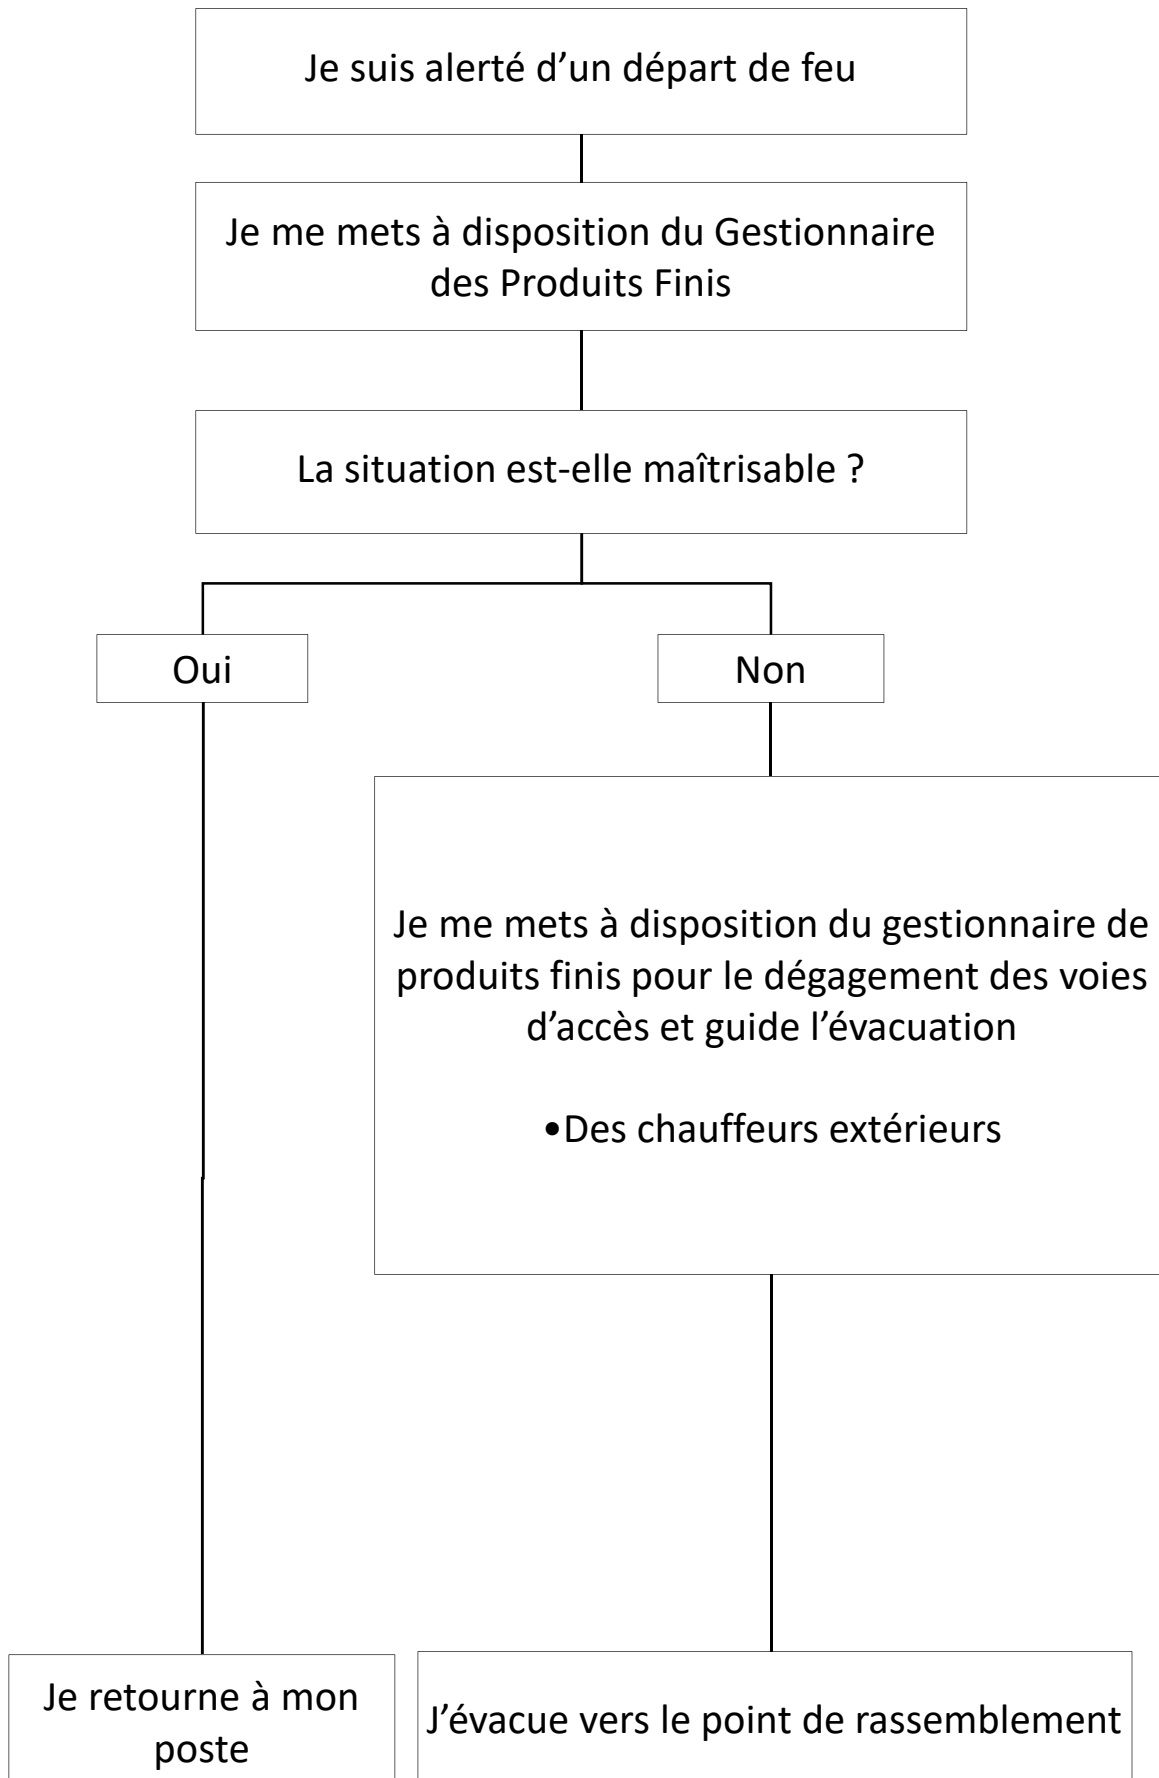 Je suis alerté d’un départ de feu
Je me mets à disposition du Gestionnaire
des Produits Finis
La situation est-elle maîtrisable ?
Oui
Non
Je me mets à disposition du gestionnaire de
produits finis pour le dégagement des voies
d’accès et guide l’évacuation
•Des chauffeurs extérieurs
Je retourne à mon
poste
J’évacue vers le point de rassemblement